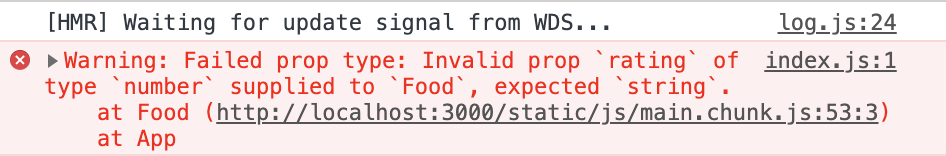 [HMR] Waiting for update signal from WDS... log.js:24
▶Warning: Failed prop type: Invalid prop `rating` of index.js:1
type `number` supplied to `Food`, expected `string`.
at Food (http://localhost:3000/static/js/main.chunk.js:53:3)
at App